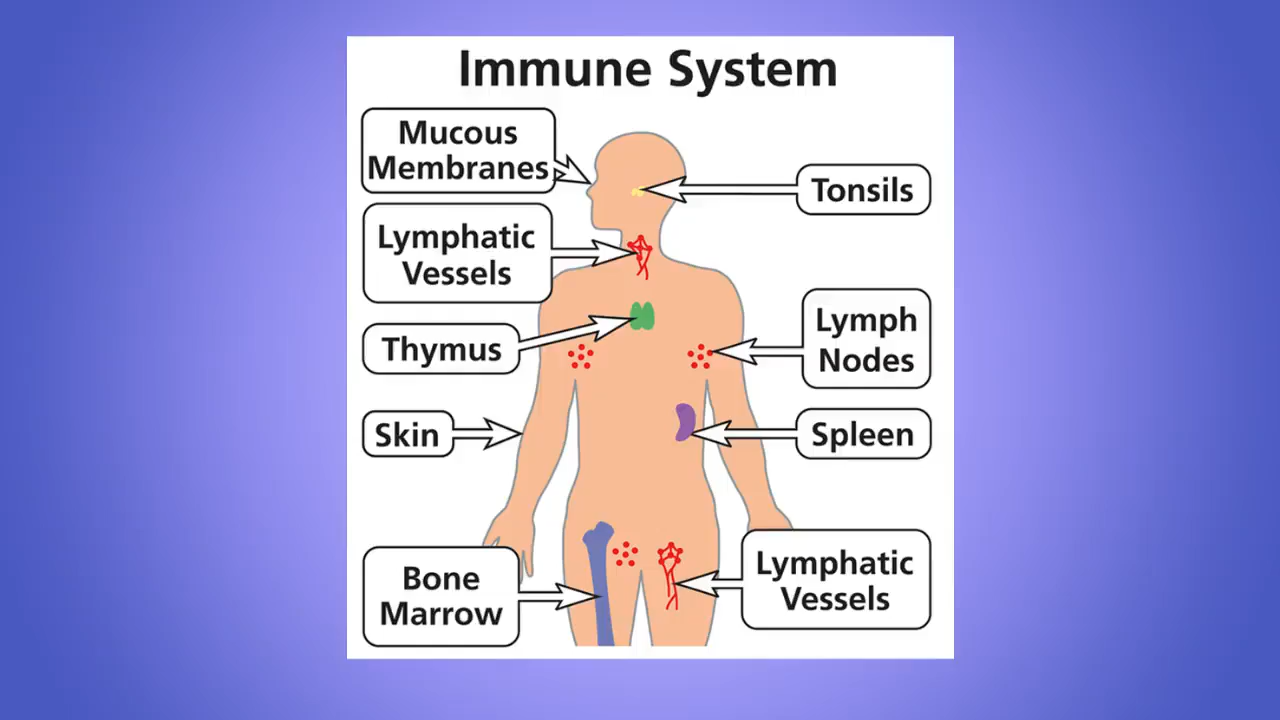 Immune System
Mucous
Membranes
Tonsils
Lymphatic
Vessels
Thymus
Lymph
Nodes
Skin
Spleen
Bone
Marrow
Lymphatic
Vessels